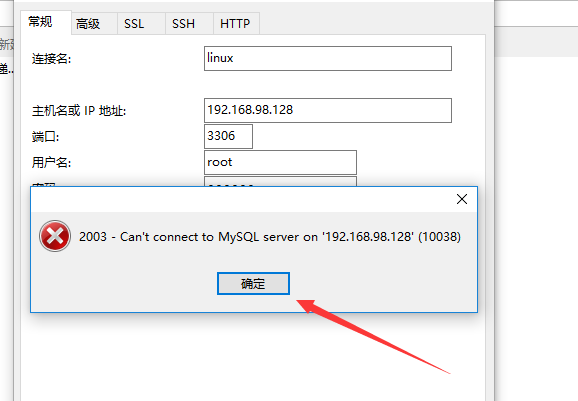 常规 高级 SSL SSH HTTP
连接名: linux
主机名或 IP 地址: 192.168.98.128
端口: 3306
用户名: root
2003 - Can't connect to MySQL server on '192.168.98.128' (10038)
确定